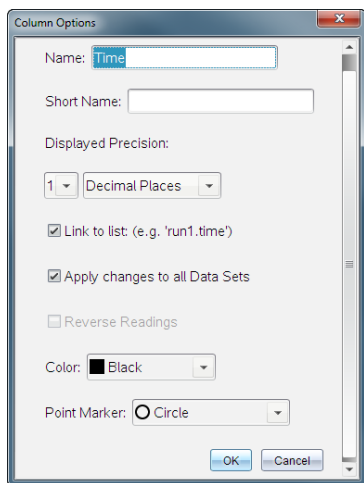 Column Options
Name: Time
Short Name:
Displayed Precision:
1 Decimal Places
Link to list: (e.g. 'run1.time')
Apply changes to all Data Sets
Reverse Readings
Color: Black
Point Marker: Circle
OK Cancel